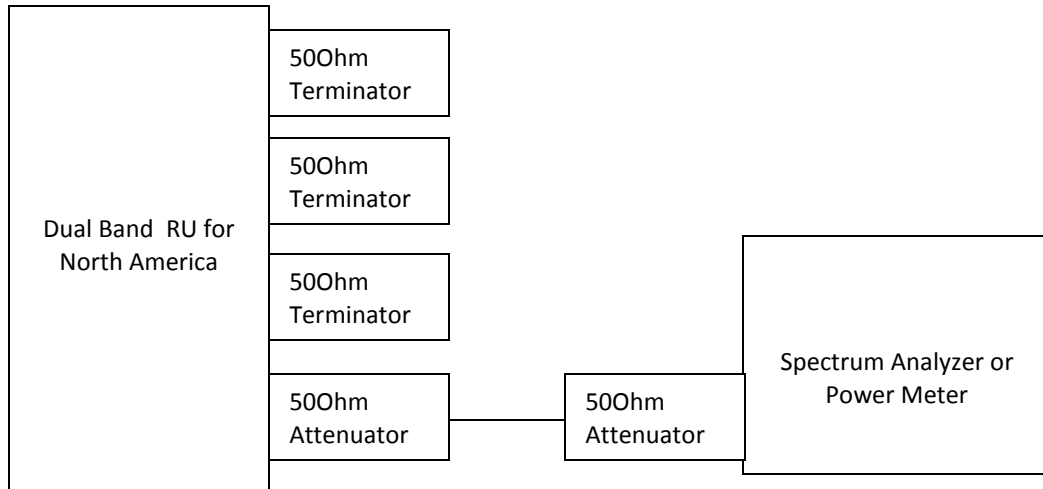 50Ohm
Terminator
50Ohm
Terminator
Dual Band  RU for
North America
50Ohm
Terminator
50Ohm
Attenuator
50Ohm
Attenuator
Spectrum Analyzer or
Power Meter